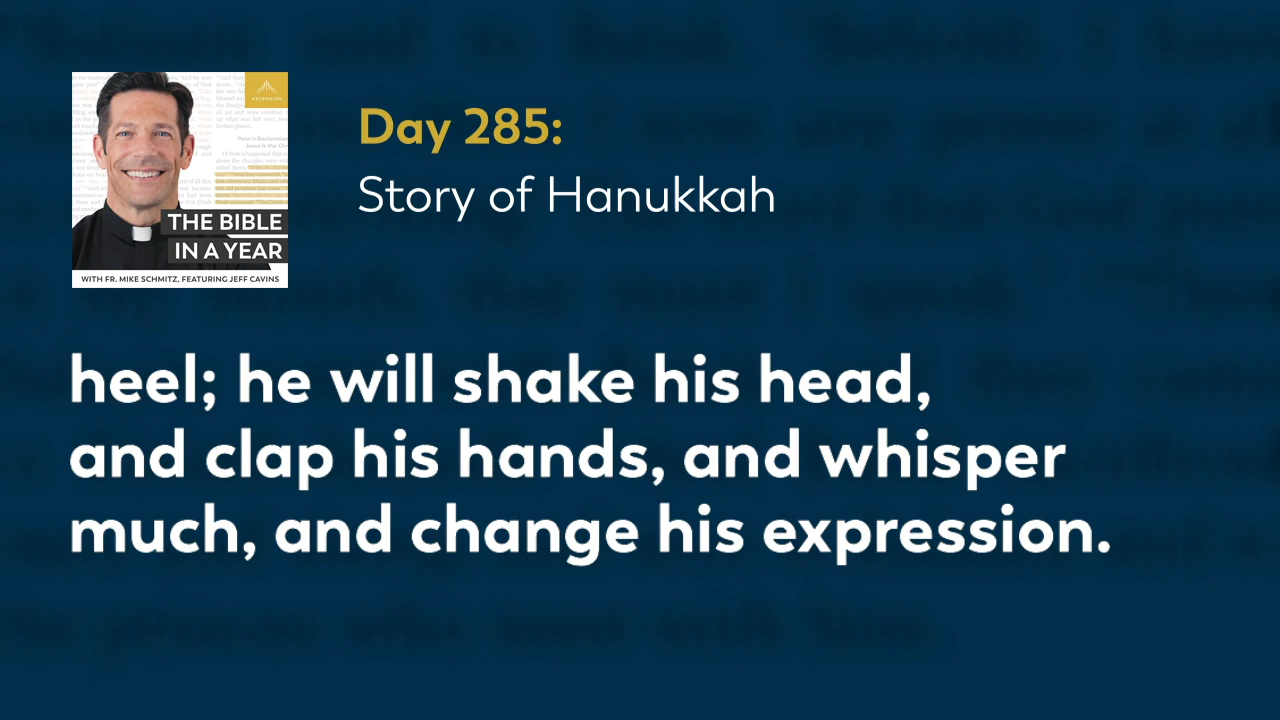 ASCENSION
THE BIBLE
IN A YEAR
WITH FR. MIKE SCHMITZ, FEATURING JEFF CAVINS
Day 285:
Story of Hanukkah
heel; he will shake his head,
and clap his hands, and whisper
much, and change his expression.